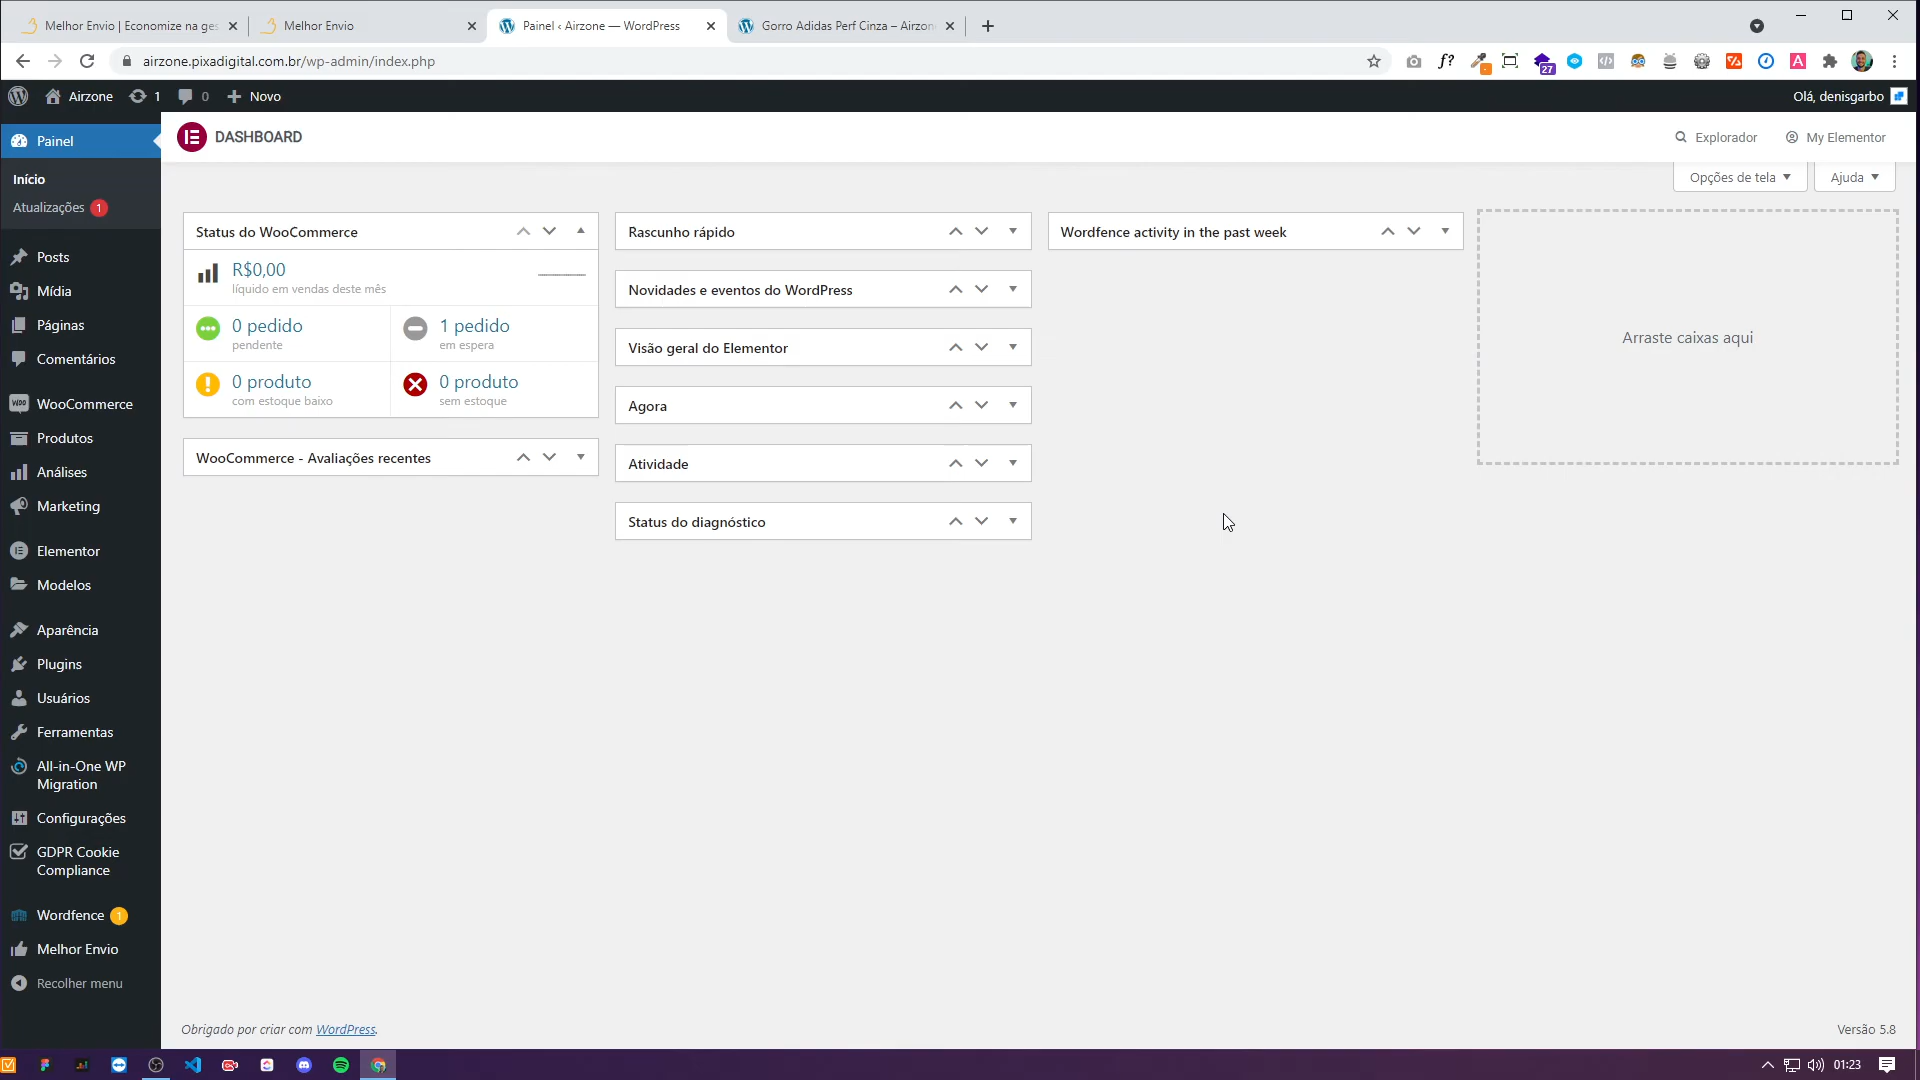 Melhor Envio | Economize na ges
Melhor Envio
Painel ‹ Airzone — WordPress
Gorro Adidas Perf Cinza – Airzon
airzone.pixadigital.com.br/wp-admin/index.php
f?
27
A
Airzone
1
0
Novo
Olá, denisgarbo
Painel
DASHBOARD
Explorador
My Elementor
Início
Atualizações 1
Opções de tela
Ajuda
Posts
Mídia
Páginas
Comentários
WooCommerce
Produtos
Análises
Marketing
Elementor
Modelos
Aparência
Plugins
Usuários
Ferramentas
All-in-One WP
Migration
Configurações
GDPR Cookie
Compliance
Wordfence 1
Melhor Envio
Recolher menu
Status do WooCommerce
R$0,00
líquido em vendas deste mês
0 pedido
pendente
1 pedido
em espera
0 produto
com estoque baixo
0 produto
sem estoque
WooCommerce - Avaliações recentes
Rascunho rápido
Novidades e eventos do WordPress
Visão geral do Elementor
Agora
Atividade
Status do diagnóstico
Wordfence activity in the past week
Arraste caixas aqui
Obrigado por criar com WordPress.
Versão 5.8
01:23